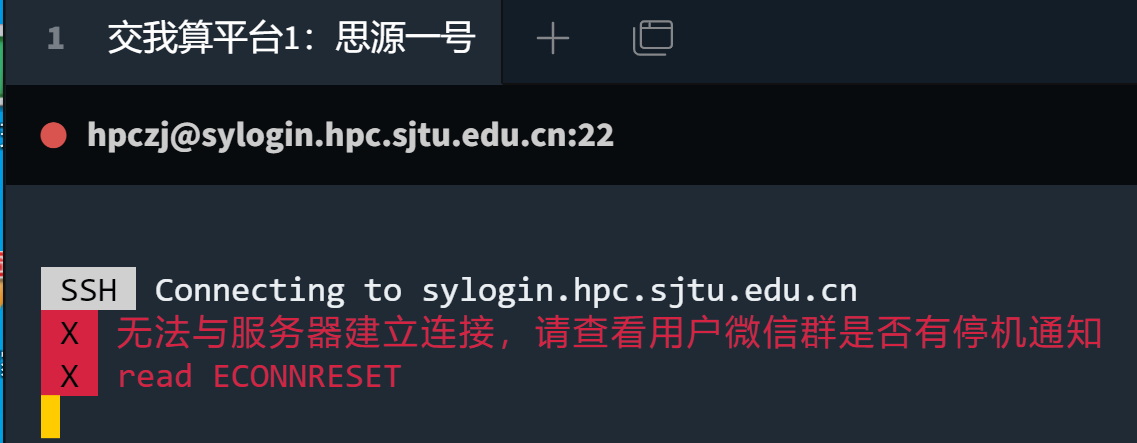 1 交我算平台1：思源一号
hpczj@sylogin.hpc.sjtu.edu.cn:22
SSH Connecting to sylogin.hpc.sjtu.edu.cn
X 无法与服务器建立连接，请查看用户微信群是否有停机通知
X read ECONNRESET